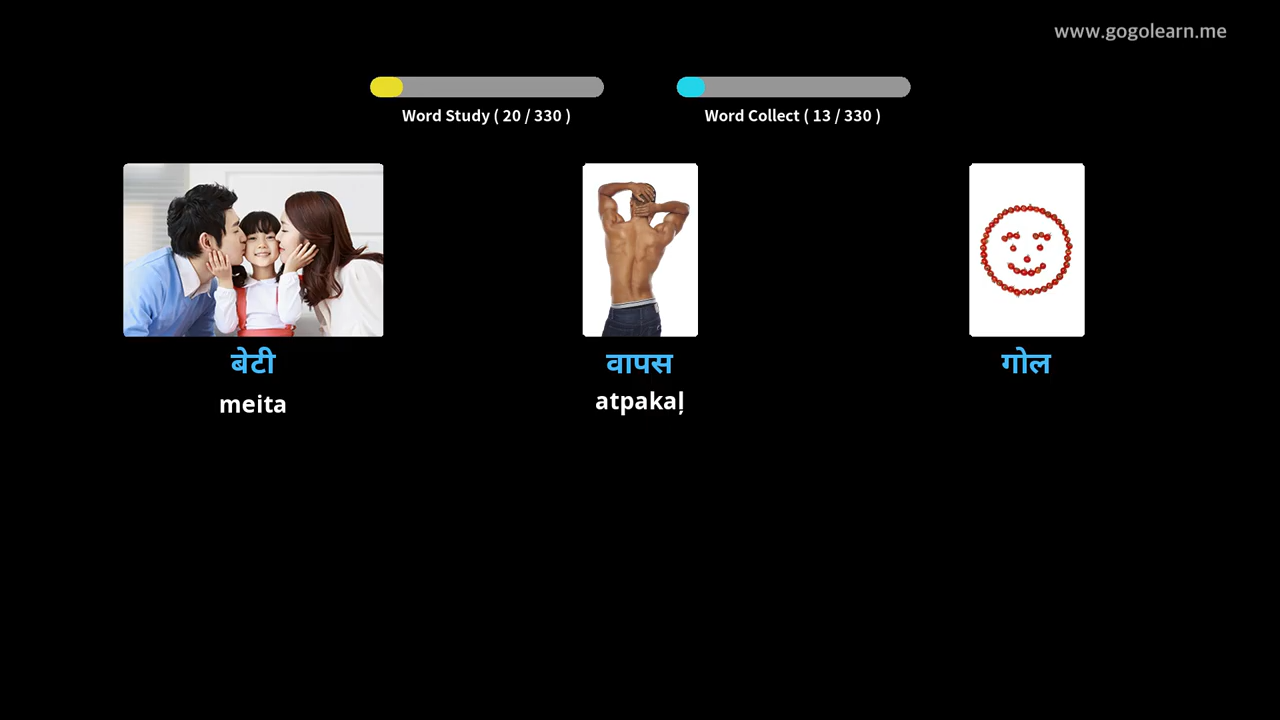 www.gogolearn.me
Word Study ( 20 / 330 )
Word Collect ( 13 / 330 )
बेटी
meita
वापस
atpakaļ
गोल